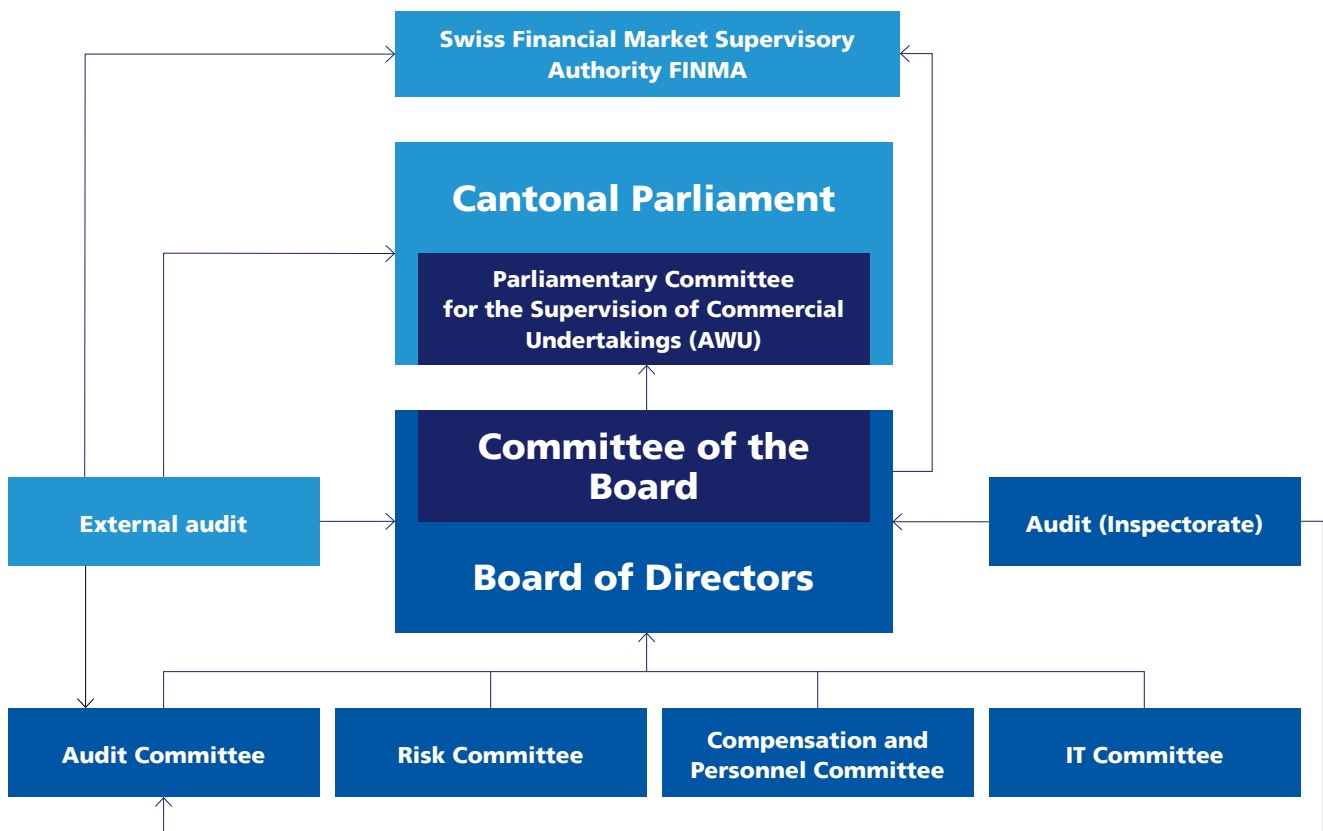 Swiss Financial Market Supervisory
Authority FINMA
Cantonal Parliament
Parliamentary Committee
for the Supervision of Commercial
Undertakings (AWU)
Committee of the
Board
External audit
Audit (Inspectorate)
Board of Directors
Audit Committee
Risk Committee
Compensation and
Personnel Committee
IT Committee